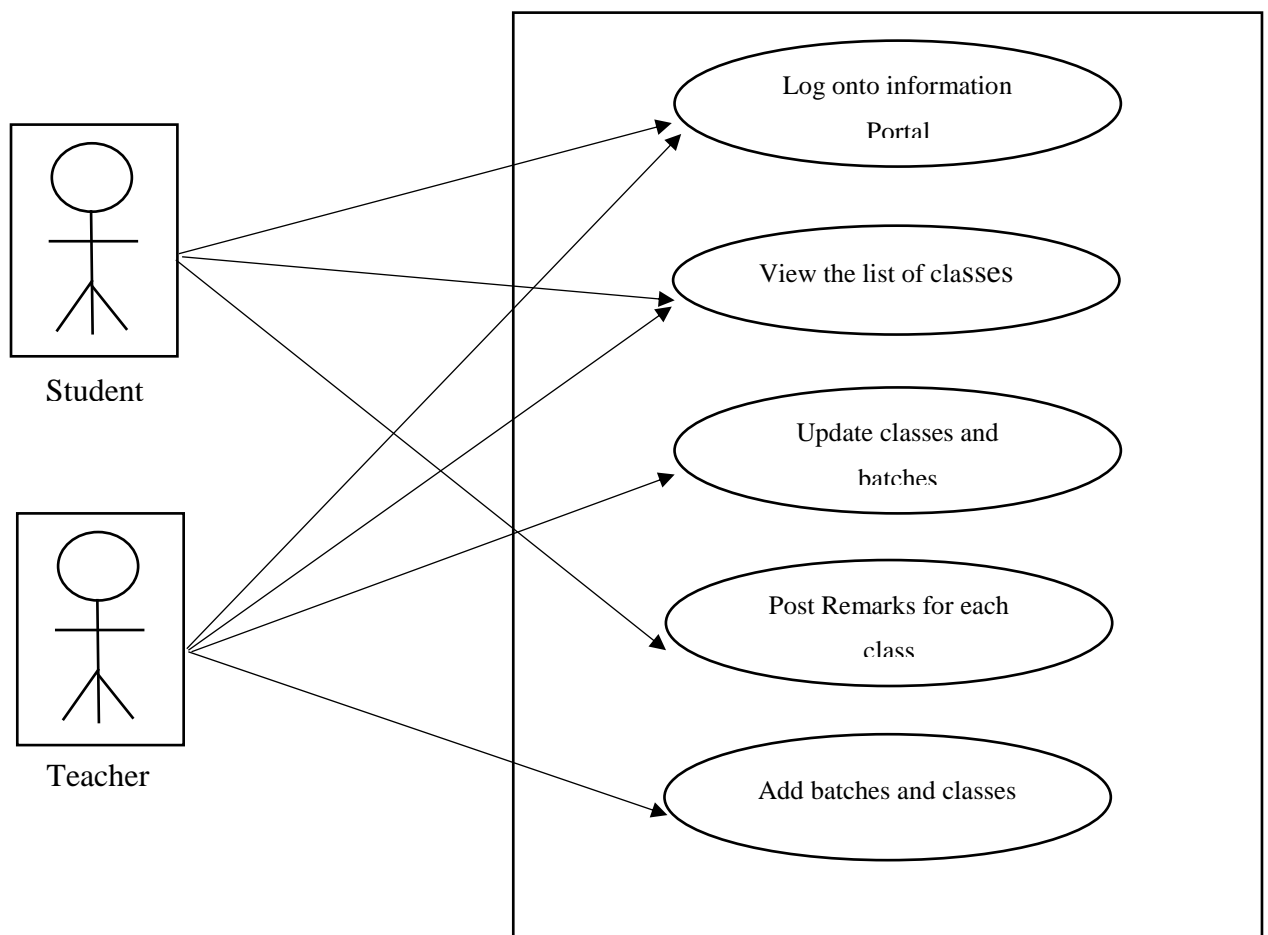 Log onto information
Portal
View the list of classes
Student
Update classes and
batches
Post Remarks for each
class
Teacher
Add batches and classes